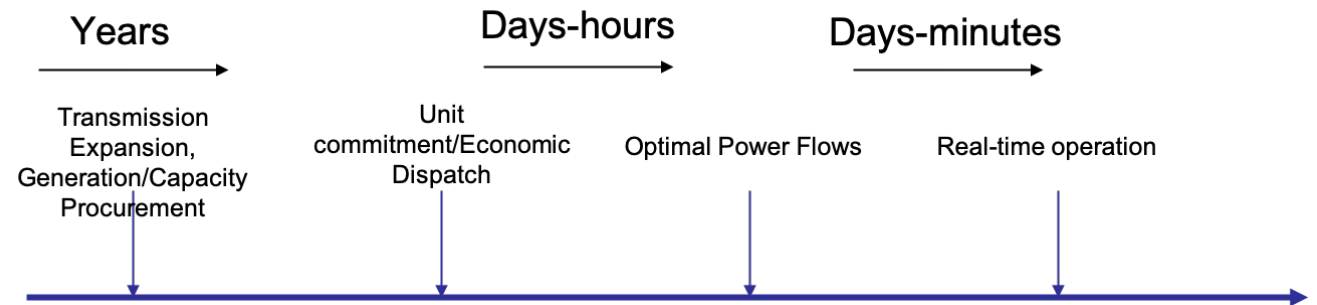 Years
Days-hours
Days-minutes
Transmission
Expansion,
Generation/Capacity
Procurement
Unit
commitment/Economic
Dispatch
Optimal Power Flows
Real-time operation